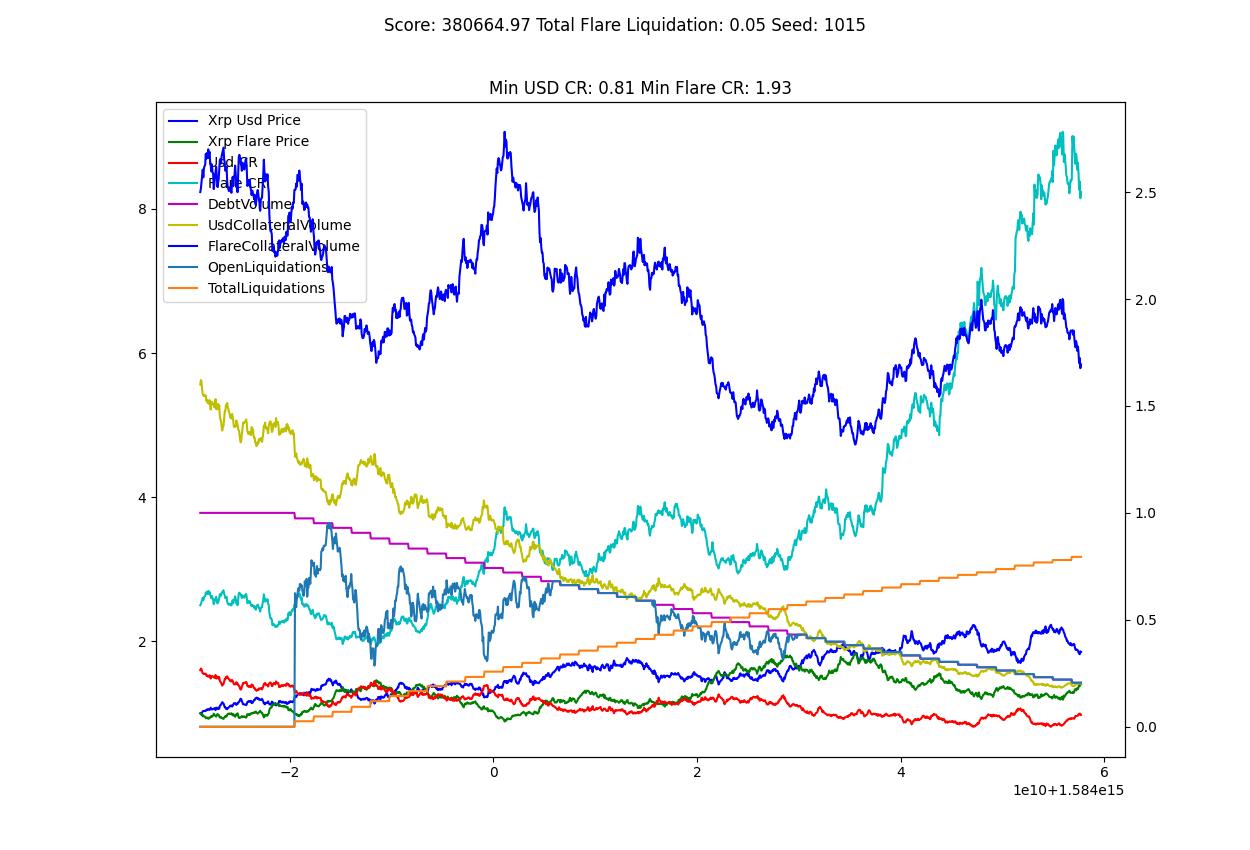 Score: 380664.97 Total Flare Liquidation: 0.05 Seed: 1015
Min USD CR: 0.81 Min Flare CR: 1.93
Xrp Usd Price
Xrp Flare Price
Usd CR
Flare CR
DebtVolume
UsdCollateralVolume
FlareCollateralVolume
OpenLiquidations
TotalLiquidations
8
6
4
2
2.5
2.0
1.5
1.0
0.5
0.0
−2 0 2 4 6
1e10+1.584e15